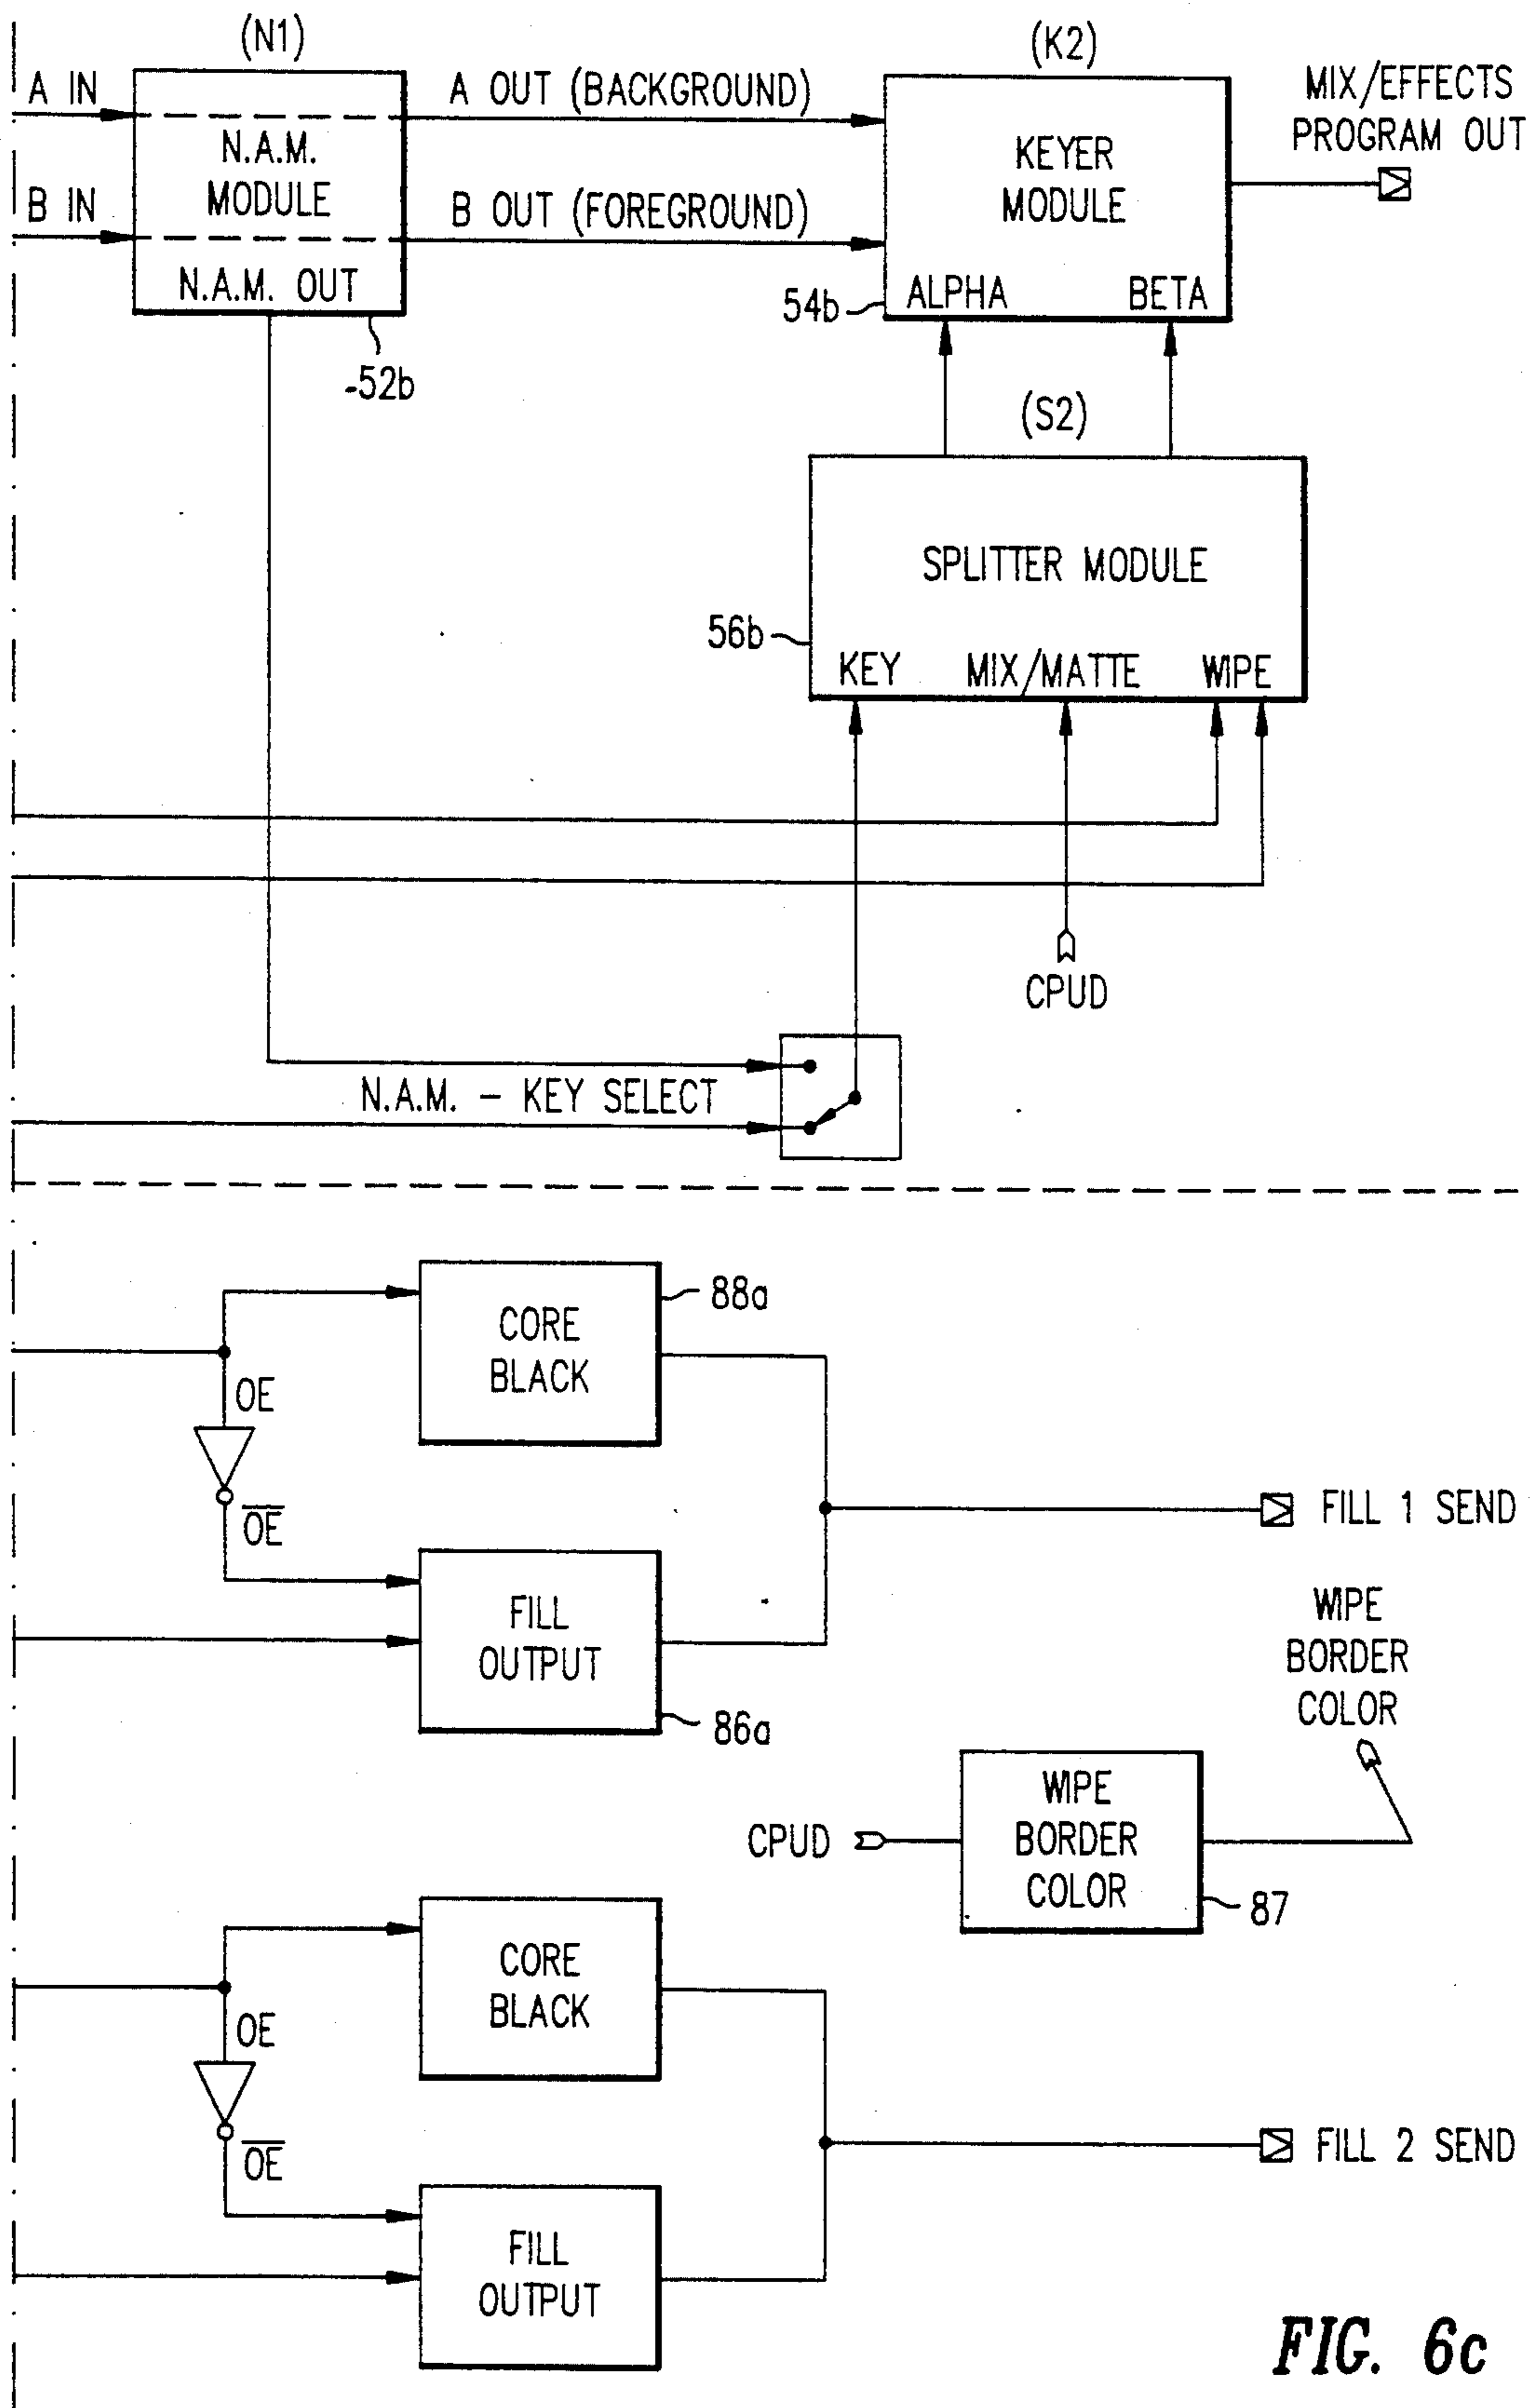 (N1)
(K2)
A IN
A OUT (BACKGROUND)
MIX/EFFECTS
PROGRAM OUT
N.A.M.
MODULE
KEYER
MODULE
B IN
B OUT (FOREGROUND)
N.A.M. OUT
54b
ALPHA
BETA
-52b
(S2)
SPLITTER MODULE
56b
KEY
MIX/MATTE
WIPE
CPUD
N.A.M. - KEY SELECT
CORE
BLACK
88a
OE
OE
FILL 1 SEND
FILL
OUTPUT
86a
WIPE
BORDER
COLOR
CPUD
WIPE
BORDER
COLOR
87
CORE
BLACK
OE
OE
FILL 2 SEND
FILL
OUTPUT
FIG. 6c